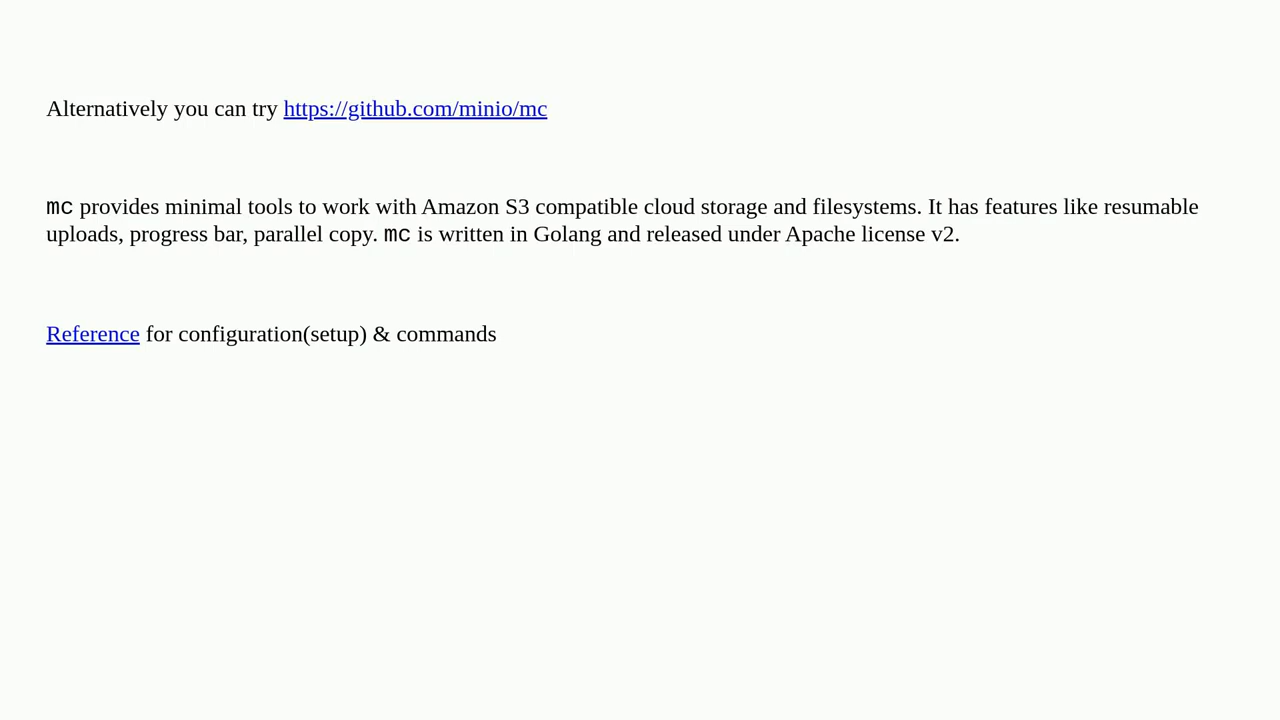 Alternatively you can try https://github.com/minio/mc
mc provides minimal tools to work with Amazon S3 compatible cloud storage and filesystems. It has features like resumable
uploads, progress bar, parallel copy. mc is written in Golang and released under Apache license v2.
Reference for configuration(setup) & commands